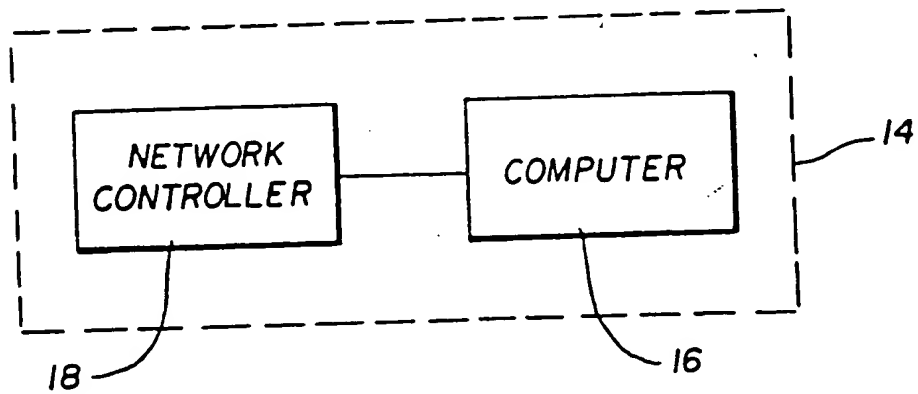 NETWORK
CONTROLLER
COMPUTER
14
18
16